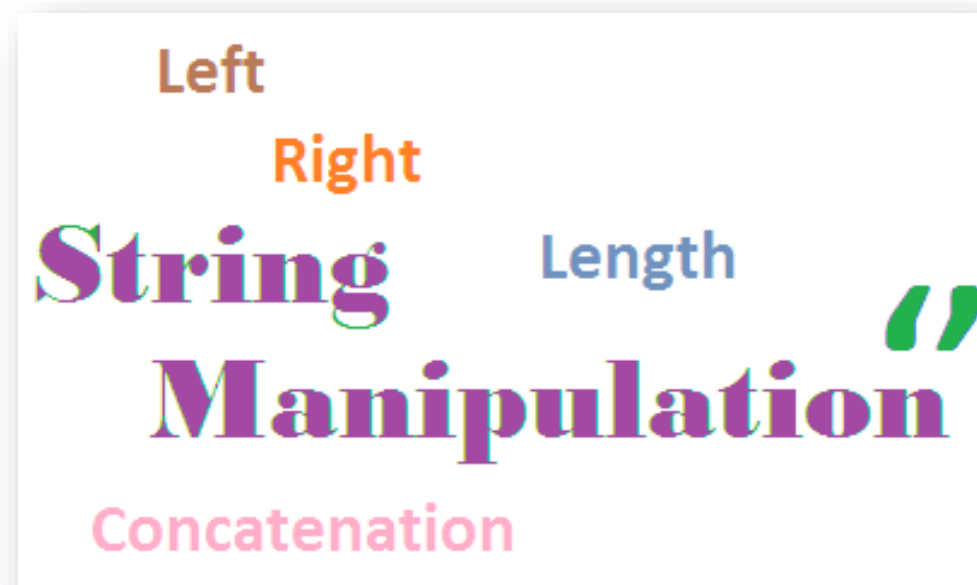 Left
Right
String
Length
‘’
Manipulation
Concatenation